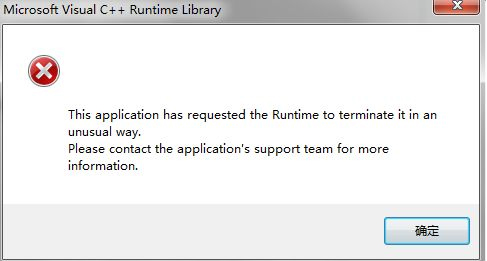 Microsoft Visual C++ Runtime Library
This application has requested the Runtime to terminate it in an
unusual way.
Please contact the application's support team for more
information.
确定